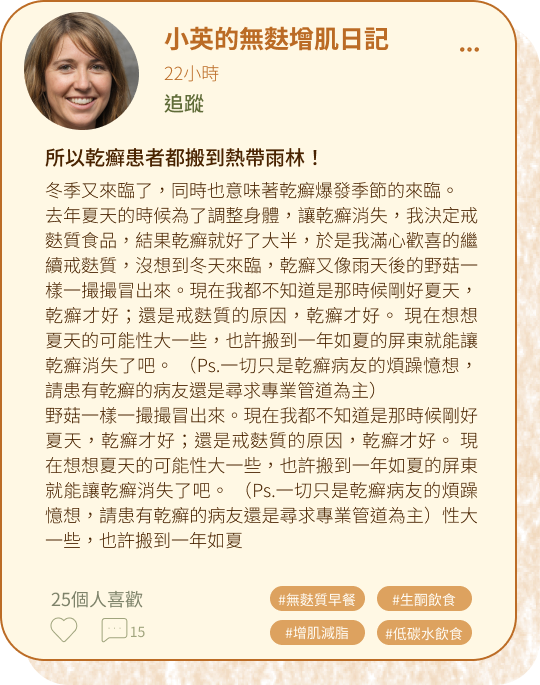 小英的無麩增肌日記
22小時
追蹤
所以乾癬患者都搬到熱帶雨林！
冬季又來臨了，同時也意味著乾癬爆發季節的來臨。
去年夏天的時候為了調整身體，讓乾癬消失，我決定戒
麩質食品，結果乾癬就好了大半，於是我滿心歡喜的繼
續戒麩質，沒想到冬天來臨，乾癬又像雨天後的野菇一
樣一撮撮冒出來。現在我都不知道是那時候剛好夏天，
乾癬才好；還是戒麩質的原因，乾癬才好。 現在想想
夏天的可能性大一些，也許搬到一年如夏的屏東就能讓
乾癬消失了吧。 （Ps.一切只是乾癬病友的煩躁憶想，
請患有乾癬的病友還是尋求專業管道為主）
野菇一樣一撮撮冒出來。現在我都不知道是那時候剛好
夏天，乾癬才好；還是戒麩質的原因，乾癬才好。 現
在想想夏天的可能性大一些，也許搬到一年如夏的屏東
就能讓乾癬消失了吧。 （Ps.一切只是乾癬病友的煩躁
憶想，請患有乾癬的病友還是尋求專業管道為主）性大
一些，也許搬到一年如夏
25個人喜歡
#無麩質早餐 #生酮飲食
15
#增肌減脂 #低碳水飲食